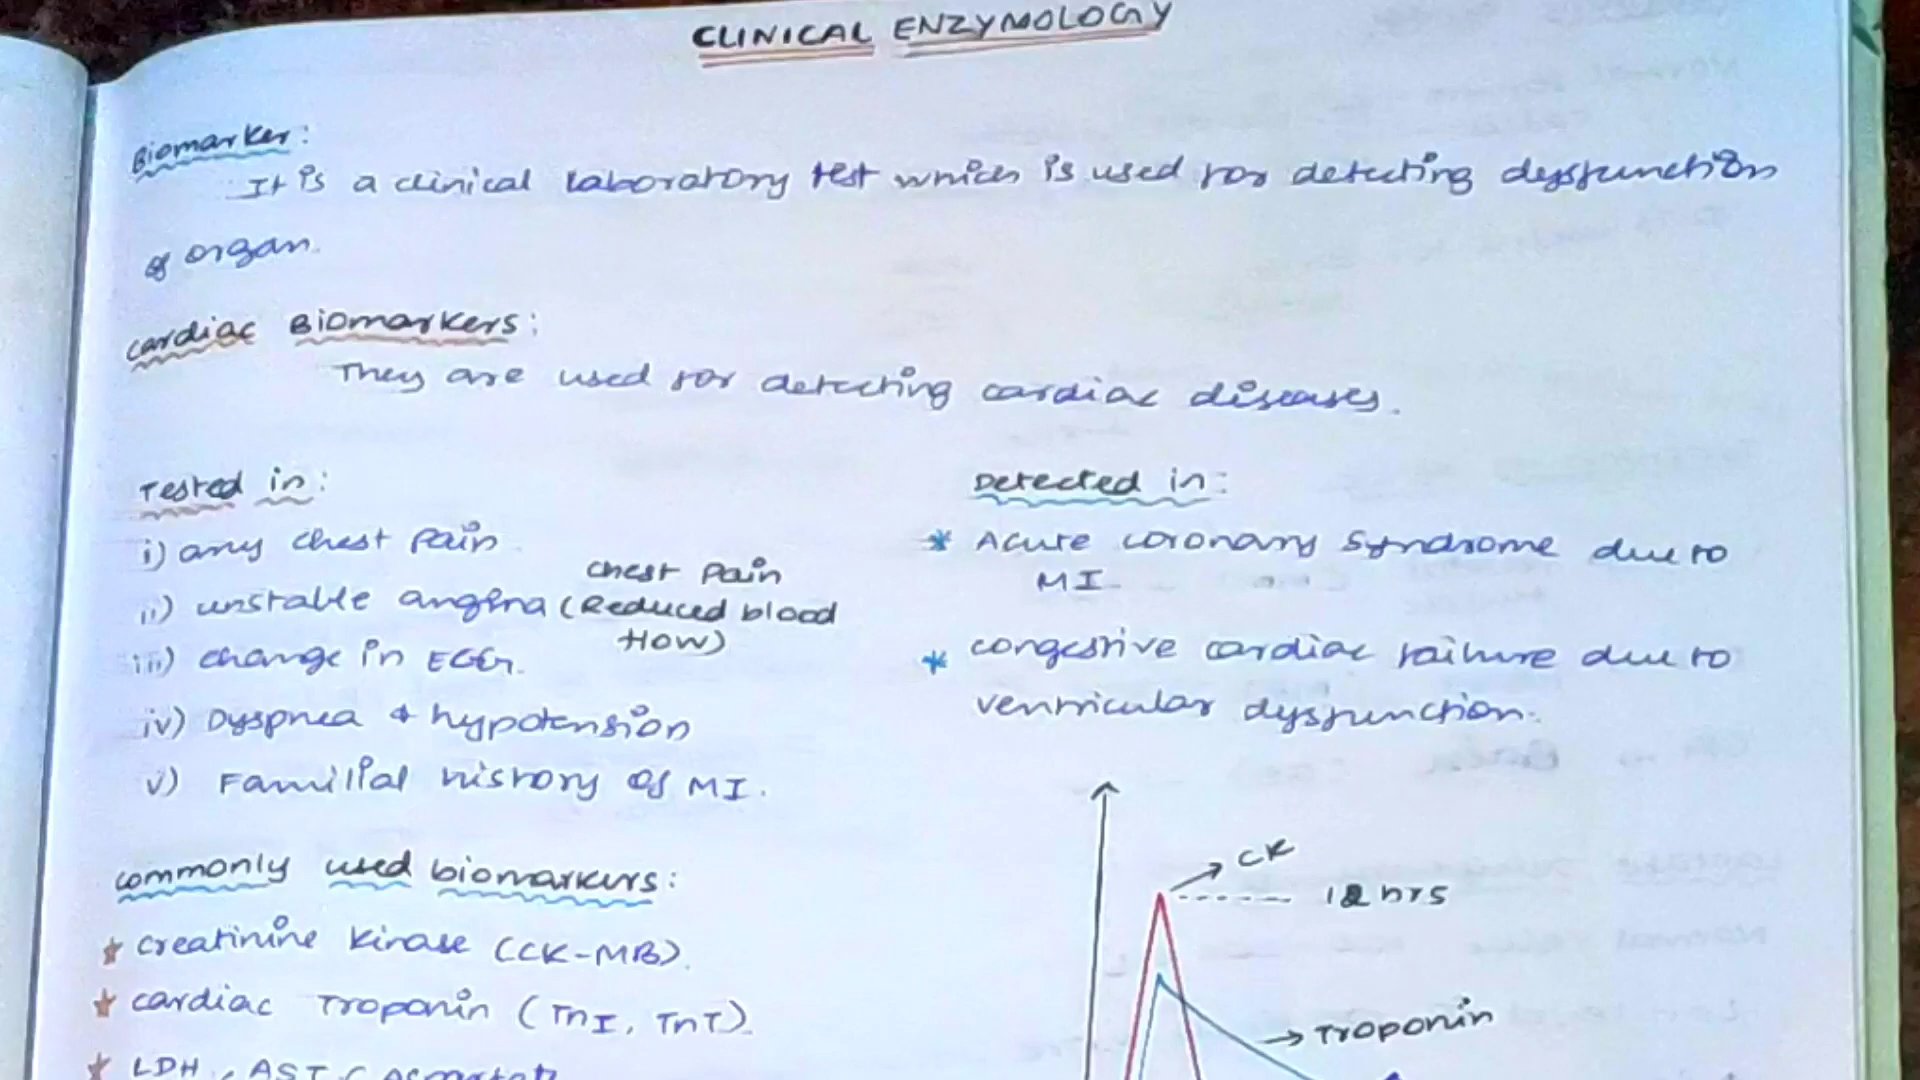 CLINICAL ENZYMOLOGY
Biomarker:
It is a clinical laboratory test which is used for detecting dysfunction
of organ.
Cardiac Biomarkers:
They are used for detecting cardiac diseases.
Tested in:
i) any chest pain
ii) unstable angina (Reduced blood
chest pain
flow)
iii) change in ECG.
iv) Dyspnea & hypotension
v) Familial history of MI.
Detected in:
* Acute coronary syndrome due to
MI.
* congestive cardiac failure due to
ventricular dysfunction.
commonly used biomarkers:
* creatinine kinase (CK-MB).
* cardiac Troponin (TnI, TnT).
* LDH, AST
CK
12 hrs
Troponin